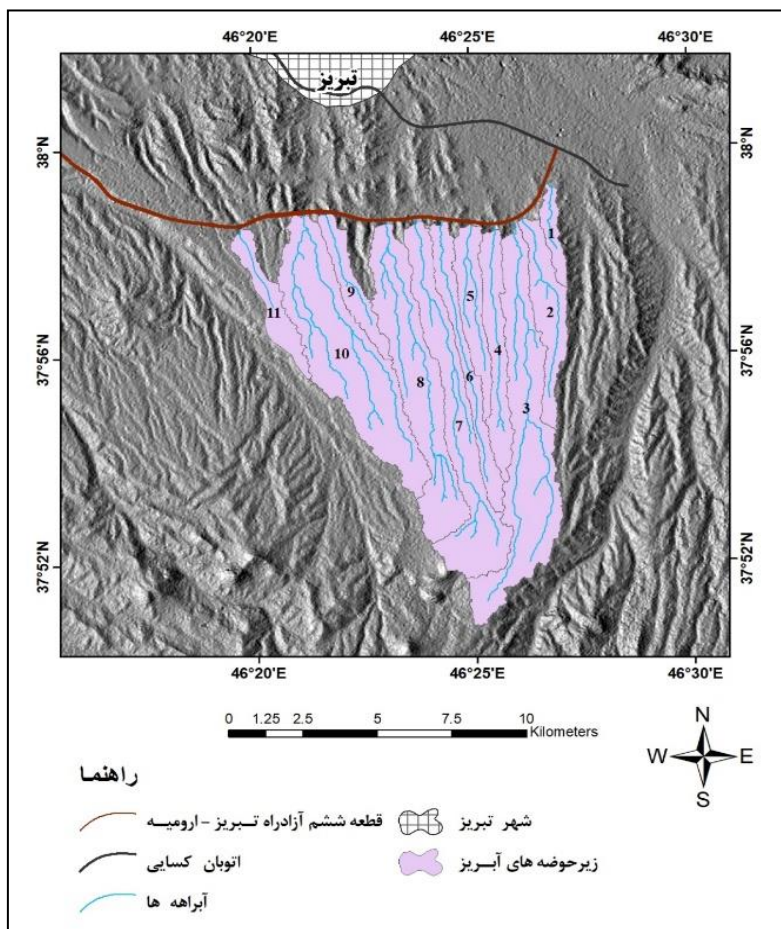 46°20'E 46°25'E 46°30'E
تبریز
38°N 38°N
1
2
9 5
11
10 4
37°56'N 37°56'N
8 6
3
7
37°52'N 37°52'N
46°20'E 46°25'E 46°30'E
0 1.25 2.5 5 7.5 10
Kilometers
N
W E
S
راهنما
قطعه ششم آزادراه تبریز - ارومیه
شهر تبریز
اتوبان کسایی
زیرحوضه های آبریز
آبراهه ها